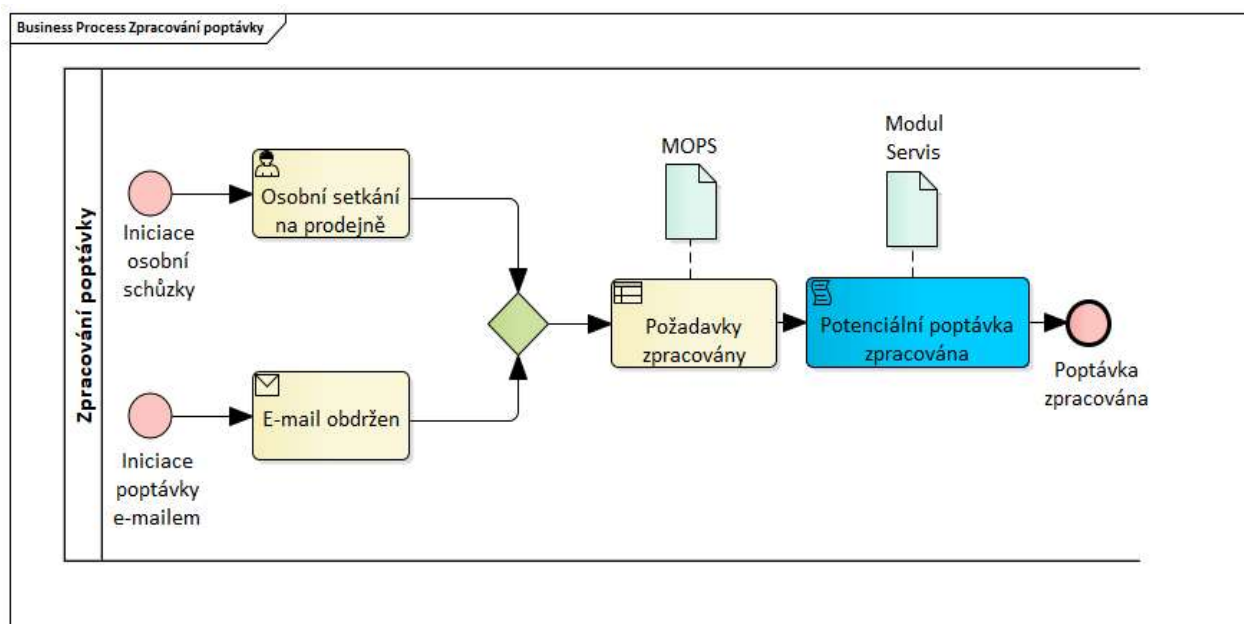 Business Process Zpracování poptávky
Zpracování poptávky
Iniciace
osobní
schůzky
Osobní setkání
na prodejně
Iniciace
poptávky
e-mailem
E-mail obdržen
MOPS
Požadavky
zpracovány
Modul
Servis
Potenciální poptávka
zpracována
Poptávka
zpracována